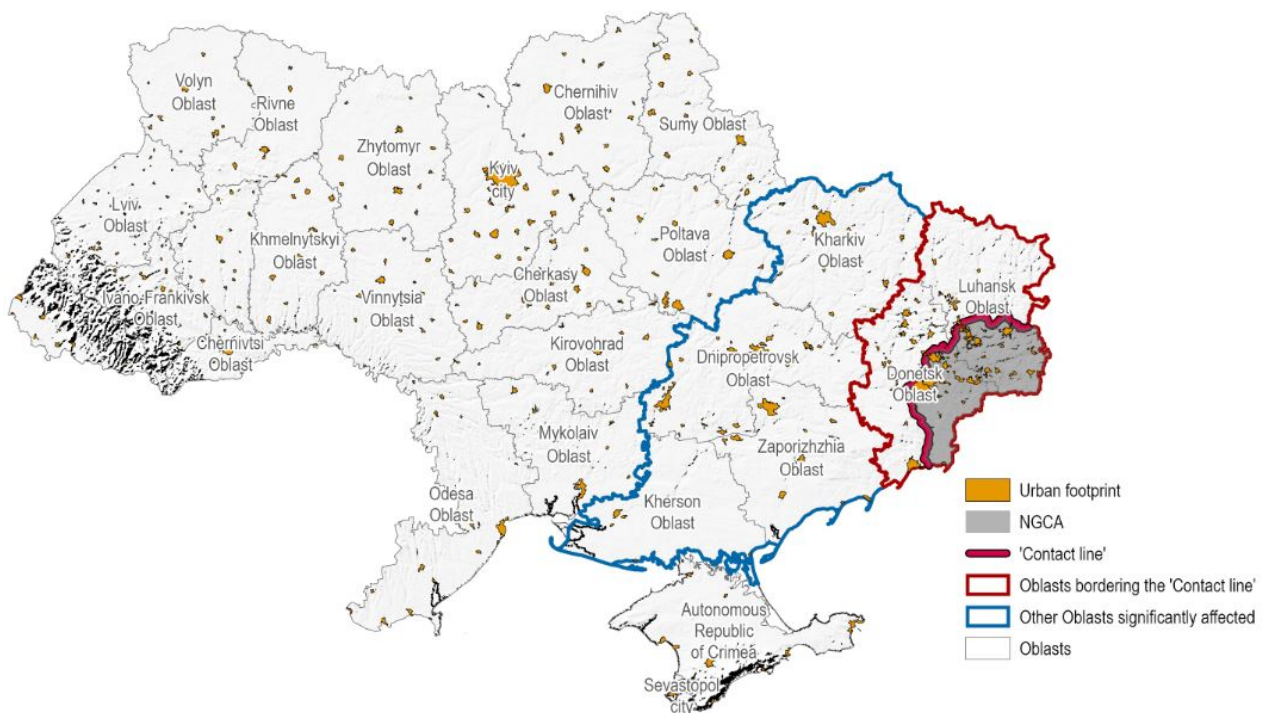 Volyn
Oblast
Rivne
Oblast
Zhytomyr
Oblast
Kyiv
city
Chernihiv
Oblast
Sumy Oblast
Lviv
Oblast
Khmelnytskyi
Oblast
Vinnytsia
Oblast
Cherkasy
Oblast
Poltava
Oblast
Kharkiv
Oblast
Luhansk
Oblast
Ivano-Frankivsk
Oblast
Chernivtsi
Oblast
Kirovohrad
Oblast
Dnipropetrovsk
Oblast
Donetsk
Oblast
Mykolaiv
Oblast
Zaporizhzhia
Oblast
Odesa
Oblast
Kherson
Oblast
Autonomous
Republic
of Crimea
Sevastopol
city
Urban footprint
NGCA
'Contact line'
Oblasts bordering the 'Contact line'
Other Oblasts significantly affected
Oblasts